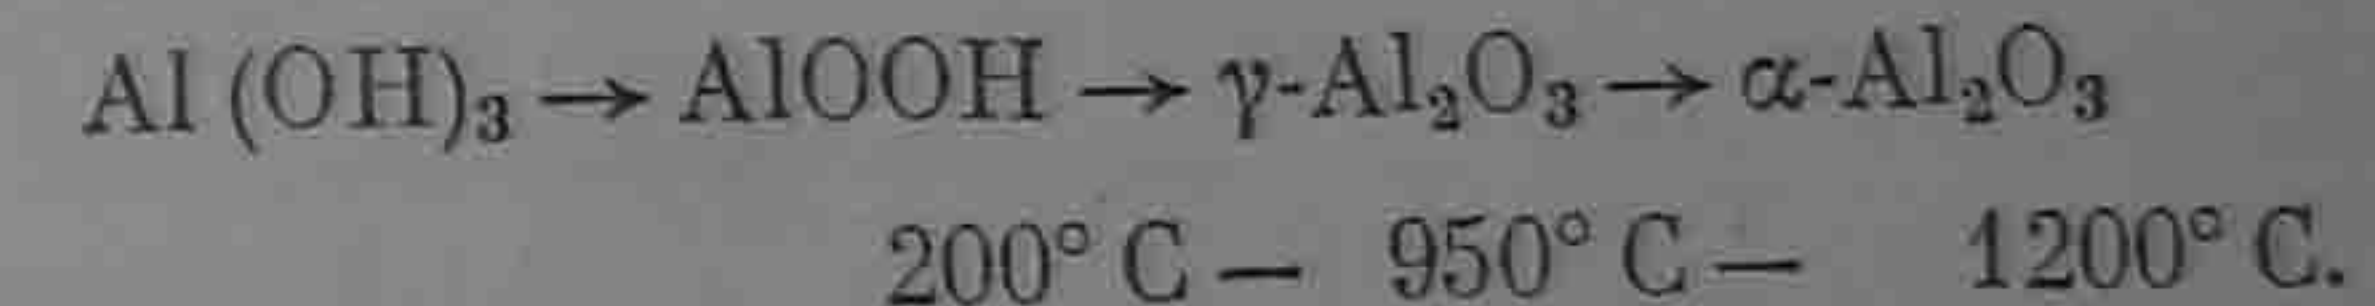 Al (OH)₃ → AlOOH → γ-Al₂O₃ → α-Al₂O₃
200° C — 950° C — 1200° C.